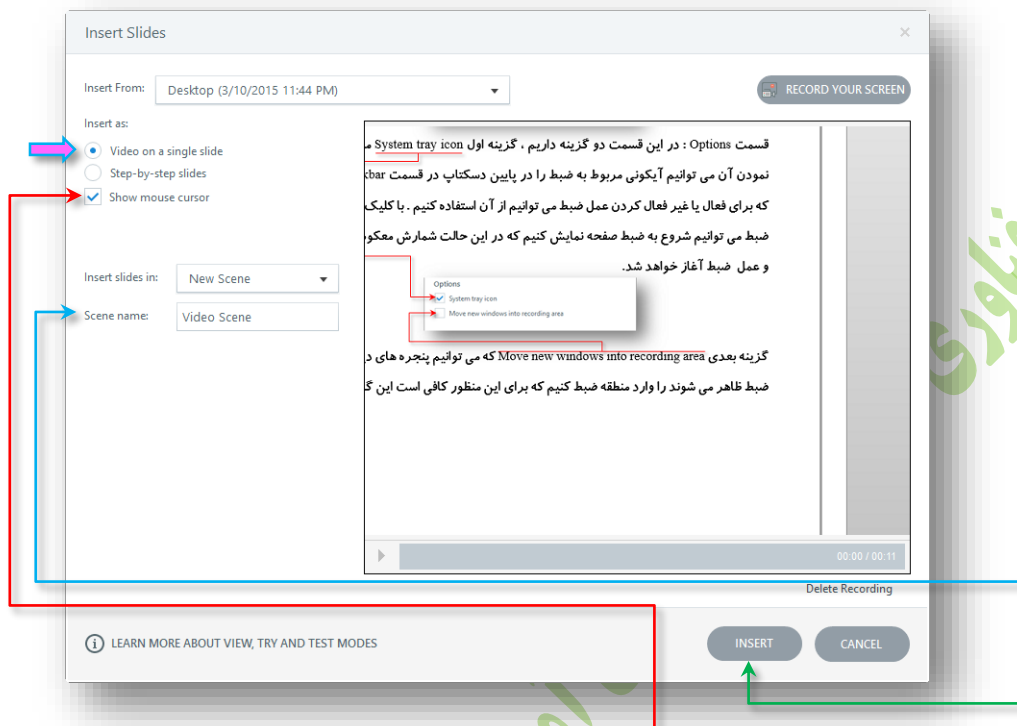 Insert Slides
Insert From: Desktop (3/10/2015 11:44 PM)
RECORD YOUR SCREEN
Insert as:
Video on a single slide
Step-by-step slides
Show mouse cursor
Insert slides in: New Scene
Scene name: Video Scene
قسمت Options : در این قسمت دو گزینه داریم ، گزینه اول System tray icon
نمودن آن می توانیم آیکونی مربوط به ضبط را در پایین دسکتاپ در قسمت
که برای فعال یا غیر فعال کردن عمل ضبط می توانیم از آن استفاده کنیم . با کلیک
ضبط می توانیم شروع به ضبط صفحه نمایش کنیم که در این حالت شمارش
و عمل ضبط آغاز خواهد شد.
Options
System tray icon
Move new windows into recording area
گزینه بعدی Move new windows into recording area که می توانیم پنجره های
ضبط ظاهر می شوند را وارد منطقه ضبط کنیم که برای این منظور کافی است این
00:00 / 00:11
Delete Recording
LEARN MORE ABOUT VIEW, TRY AND TEST MODES
INSERT
CANCEL